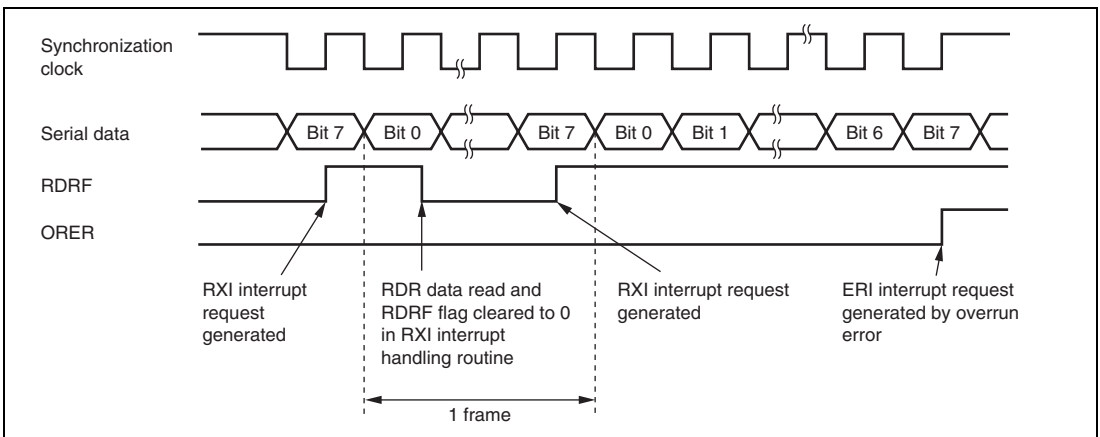 Synchronization
clock
Serial data
Bit 7
Bit 0
Bit 7
Bit 0
Bit 1
Bit 6
Bit 7
RDRF
ORER
RXI interrupt
request
generated
RDR data read and
RDRF flag cleared to 0
in RXI interrupt
handling routine
RXI interrupt request
generated
ERI interrupt request
generated by overrun
error
1 frame